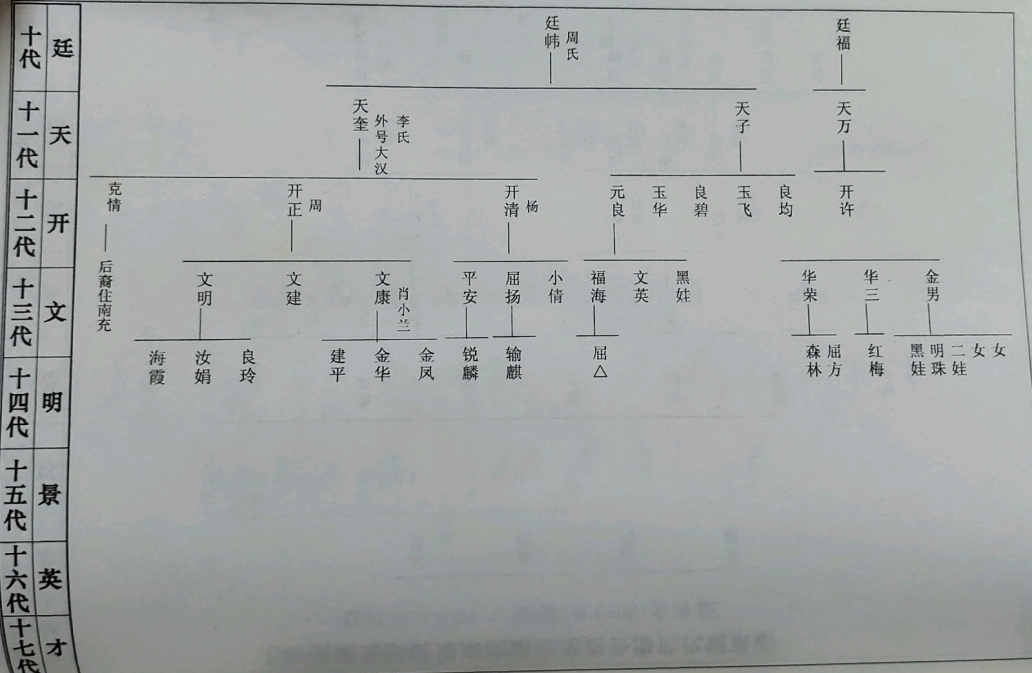 十代 廷
廷帏 周氏
廷福
十一代 天
天奎 外号大汉 李氏
天子
天万
十二代 开
克情
开正 周
开清 杨
元良
玉华
良碧
玉飞
良均
开许
十三代 文
后裔住南充
文明
文建
文康 肖小兰
平安
屈扬
小倩
福海
文英
黑娃
华荣
华三
金男
十四代 明
海霞
汝娟
良玲
建平
金华
金凤
锐麟
输麒
屈△
森林
屈方
红梅
黑娃
明珠
二娃
女
女
十五代 景
十六代 英
十七代 才